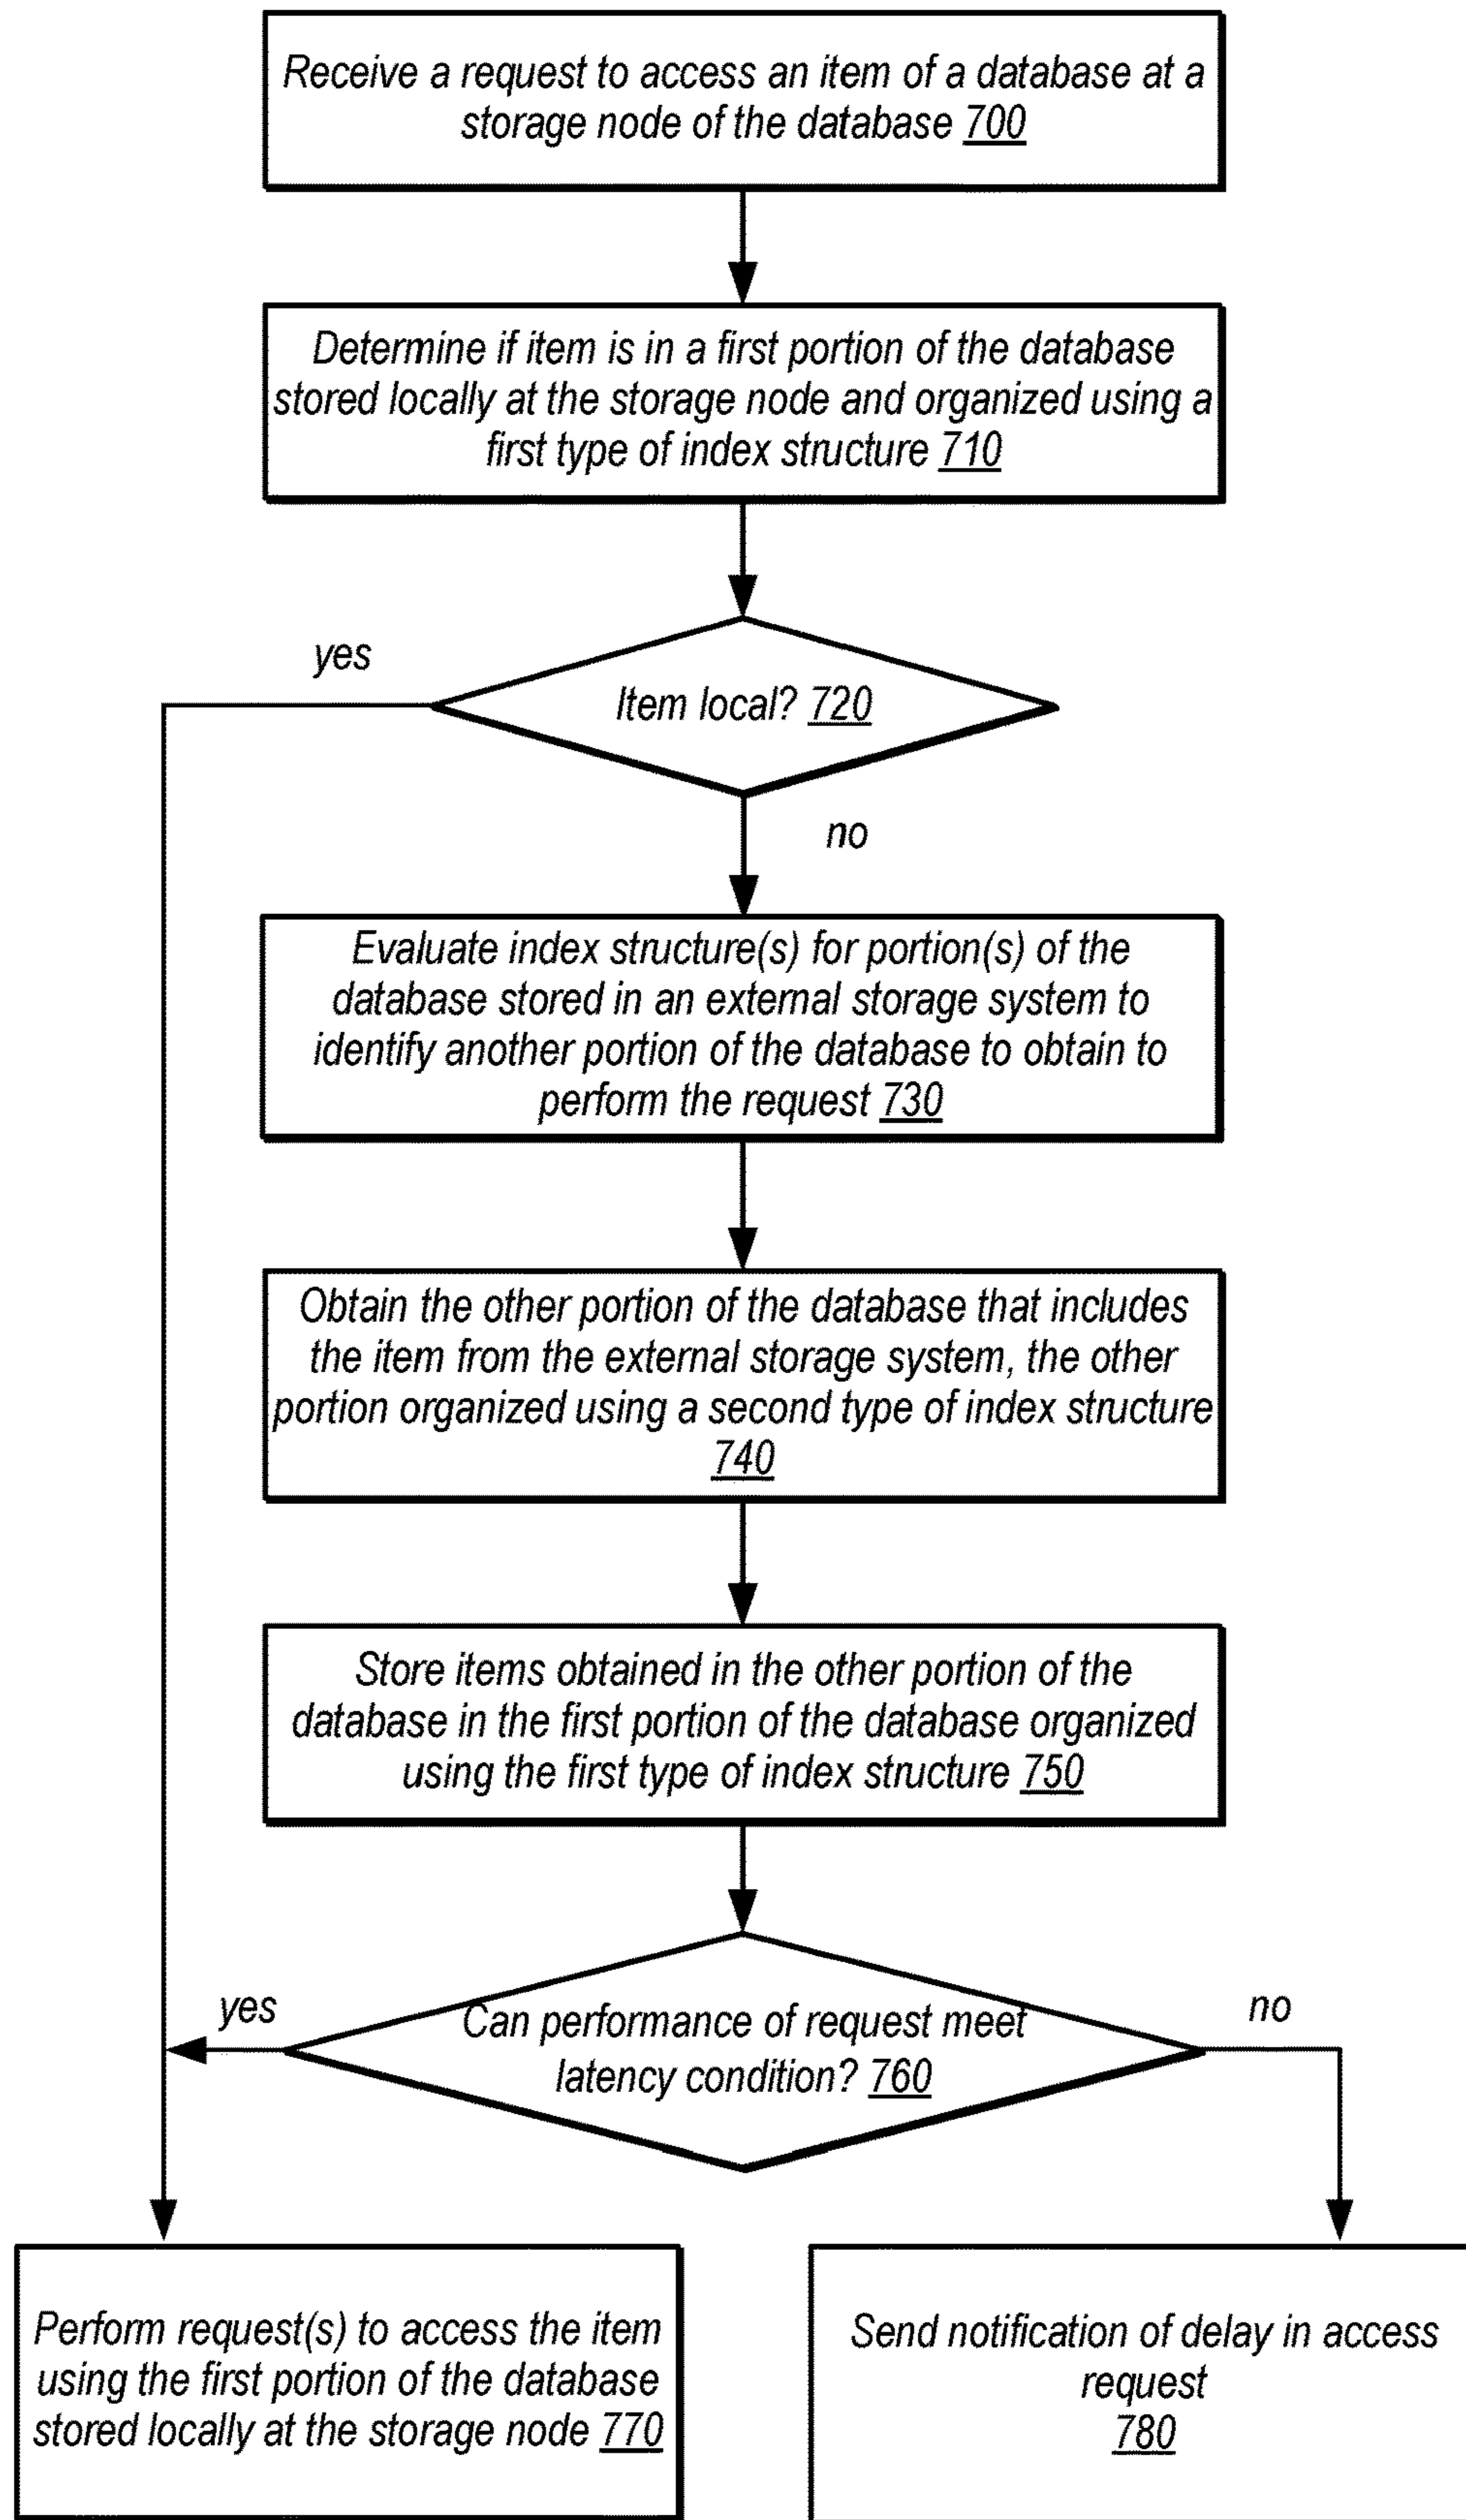 Receive a request to access an item of a database at a
storage node of the database 700
Determine if item is in a first portion of the database
stored locally at the storage node and organized using a
first type of index structure 710
yes
Item local? 720
no
Evaluate index structure(s) for portion(s) of the
database stored in an external storage system to
identify another portion of the database to obtain to
perform the request 730
Obtain the other portion of the database that includes
the item from the external storage system, the other
portion organized using a second type of index structure
740
Store items obtained in the other portion of the
database in the first portion of the database organized
using the first type of index structure 750
yes
Can performance of request meet
latency condition? 760
no
Perform request(s) to access the item
using the first portion of the database
stored locally at the storage node 770
Send notification of delay in access
request
780